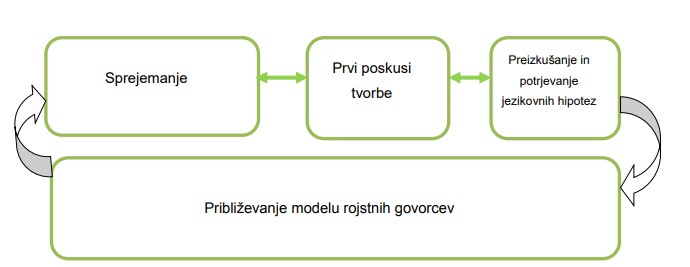 Sprejemanje
Prvi poskusi
tvorbe
Preizkušanje in
potrjevanje
jezikovnih hipotez
Približevanje modelu rojstnih govorcev